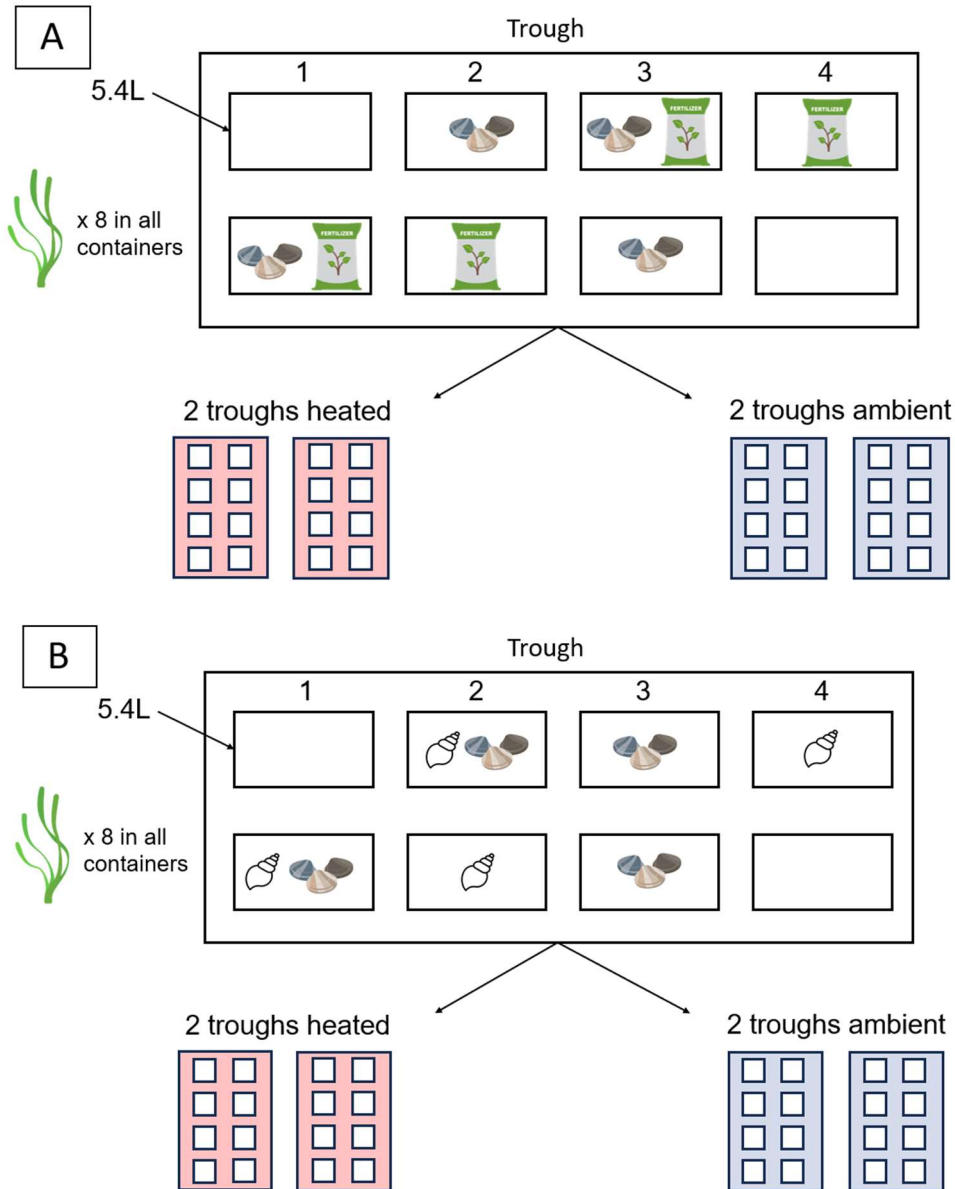 A
Trough
1 2 3 4
5.4L
FERTILIZER FERTILIZER
x 8 in all
containers
FERTILIZER FERTILIZER
2 troughs heated 2 troughs ambient
B
Trough
1 2 3 4
5.4L
x 8 in all
containers
2 troughs heated 2 troughs ambient